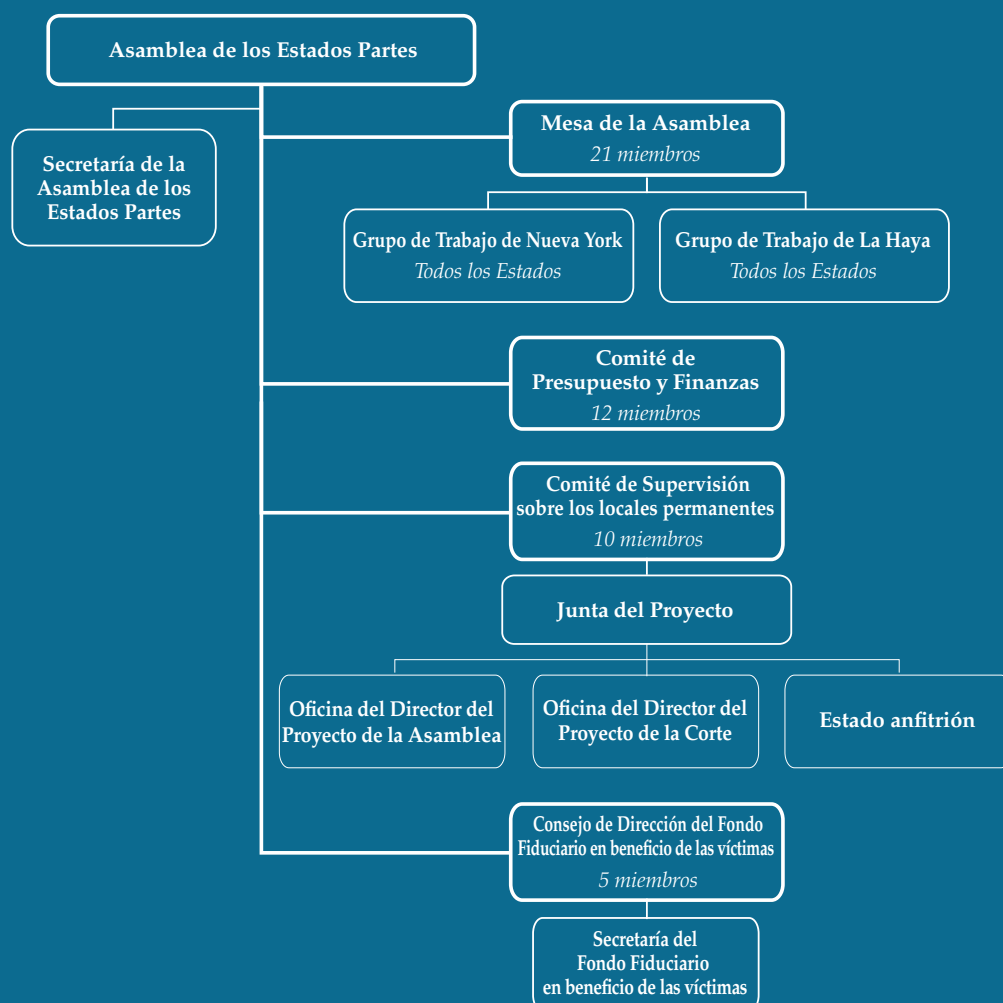 Asamblea de los Estados Partes
Secretaría de la
Asamblea de los
Estados Partes
Mesa de la Asamblea
21 miembros
Grupo de Trabajo de Nueva York
Todos los Estados
Grupo de Trabajo de La Haya
Todos los Estados
Comité de
Presupuesto y Finanzas
12 miembros
Comité de Supervisión
sobre los locales permanentes
10 miembros
Junta del Proyecto
Oficina del Director del
Proyecto de la Asamblea
Oficina del Director del
Proyecto de la Corte
Estado anfitrión
Consejo de Dirección del Fondo
Fiduciario en beneficio de las víctimas
5 miembros
Secretaría del
Fondo Fiduciario
en beneficio de las víctimas